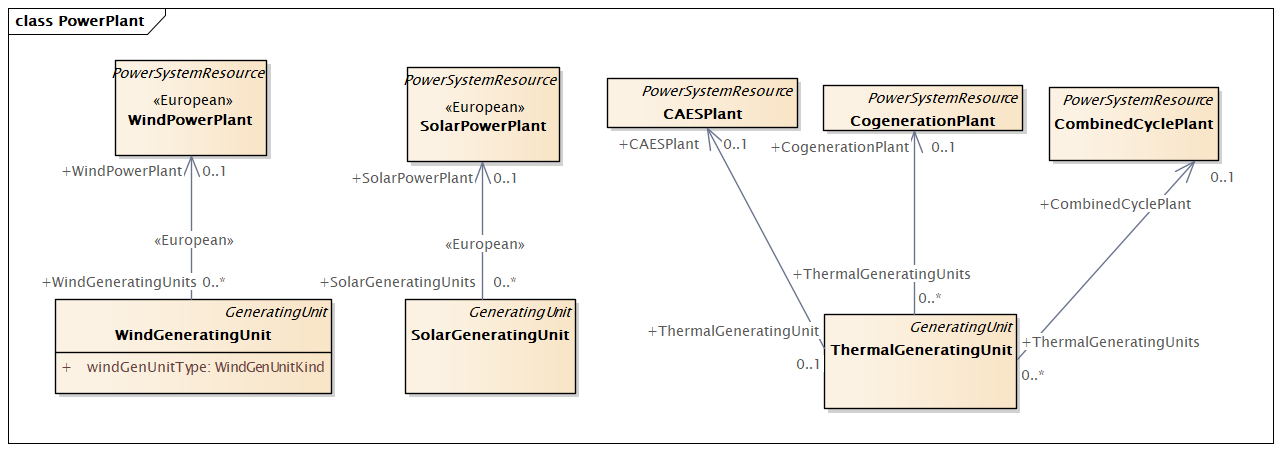 class PowerPlant
PowerSystemResource
«European»
WindPowerPlant
PowerSystemResource
«European»
SolarPowerPlant
PowerSystemResource
CAESPlant
PowerSystemResource
CogenerationPlant
PowerSystemResource
CombinedCyclePlant
+WindPowerPlant 0..1
+SolarPowerPlant 0..1
+CAESPlant 0..1
+CogenerationPlant 0..1
0..1
+CombinedCyclePlant
«European»
«European»
+WindGeneratingUnits 0..*
+SolarGeneratingUnits 0..*
+ThermalGeneratingUnits
0..*
GeneratingUnit
WindGeneratingUnit
+ windGenUnitType: WindGenUnitKind
GeneratingUnit
SolarGeneratingUnit
+ThermalGeneratingUnit
0..1
GeneratingUnit
ThermalGeneratingUnit
+ThermalGeneratingUnits
0..*